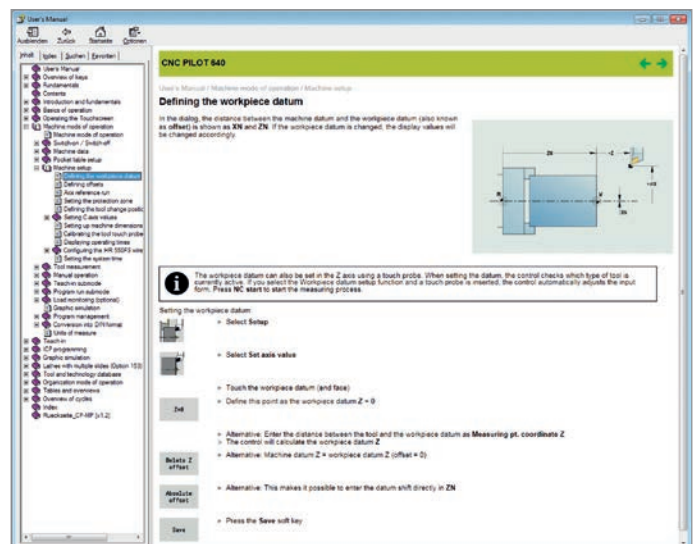 User's Manual
Ausblenden Zurück Startseite Optionen
Inhalt Index Suchen Favoriten
User's Manual
Overview of keys
Fundamentals
Contents
Introduction and fundamentals
Basics of operation
Operating the Touchscreen
Machine mode of operation
Machine mode of operation
Switch-on / Switch-off
Machine data
Pocket table setup
Machine setup
Defining the workpiece datum
Defining offsets
Axis reference run
Setting the protection zone
Defining the tool change positic
Setting C axis values
Setting up machine dimensions
Calibrating the tool touch probe
Displaying operating times
Configuring the HR 550FS wire
Setting the system time
Tool measurement
Manual operation
Teach-in submode
Program run submode
Load monitoring (optional)
Graphic simulation
Program management
Conversion into DIN format
Units of measure
Teach-in
ICP programming
Graphic simulation
Lathes with multiple slides (Option 153)
Tool and technology database
Organization mode of operation
Tables and overviews
Overview of cycles
Index
Rueckseite_CP-MP [v1.2]
CNC PILOT 640
User's Manual / Machine mode of operation / Machine setup
Defining the workpiece datum
In the dialog, the distance between the machine datum and the workpiece datum (also known
as offset) is shown as XN and ZN. If the workpiece datum is changed, the display values will
be changed accordingly.
ZN
-Z
M
W
XN
The workpiece datum can also be set in the Z axis using a touch probe. When setting the datum, the control checks which type of tool is
currently active. If you select the Workpiece datum setup function and a touch probe is inserted, the control automatically adjusts the input
form. Press NC start to start the measuring process.
Setting the workpiece datum:
Select Setup
Select Set axis value
Touch the workpiece datum (end face)
Z=0
Define this point as the workpiece datum Z = 0
Alternative: Enter the distance between the tool and the workpiece datum as Measuring pt. coordinate Z
The control will calculate the workpiece datum Z
Delete Z
offset
Alternative: Machine datum Z = workpiece datum Z (offset = 0)
Absolute
offset
Alternative: This makes it possible to enter the datum shift directly in ZN
Save
Press the Save soft key